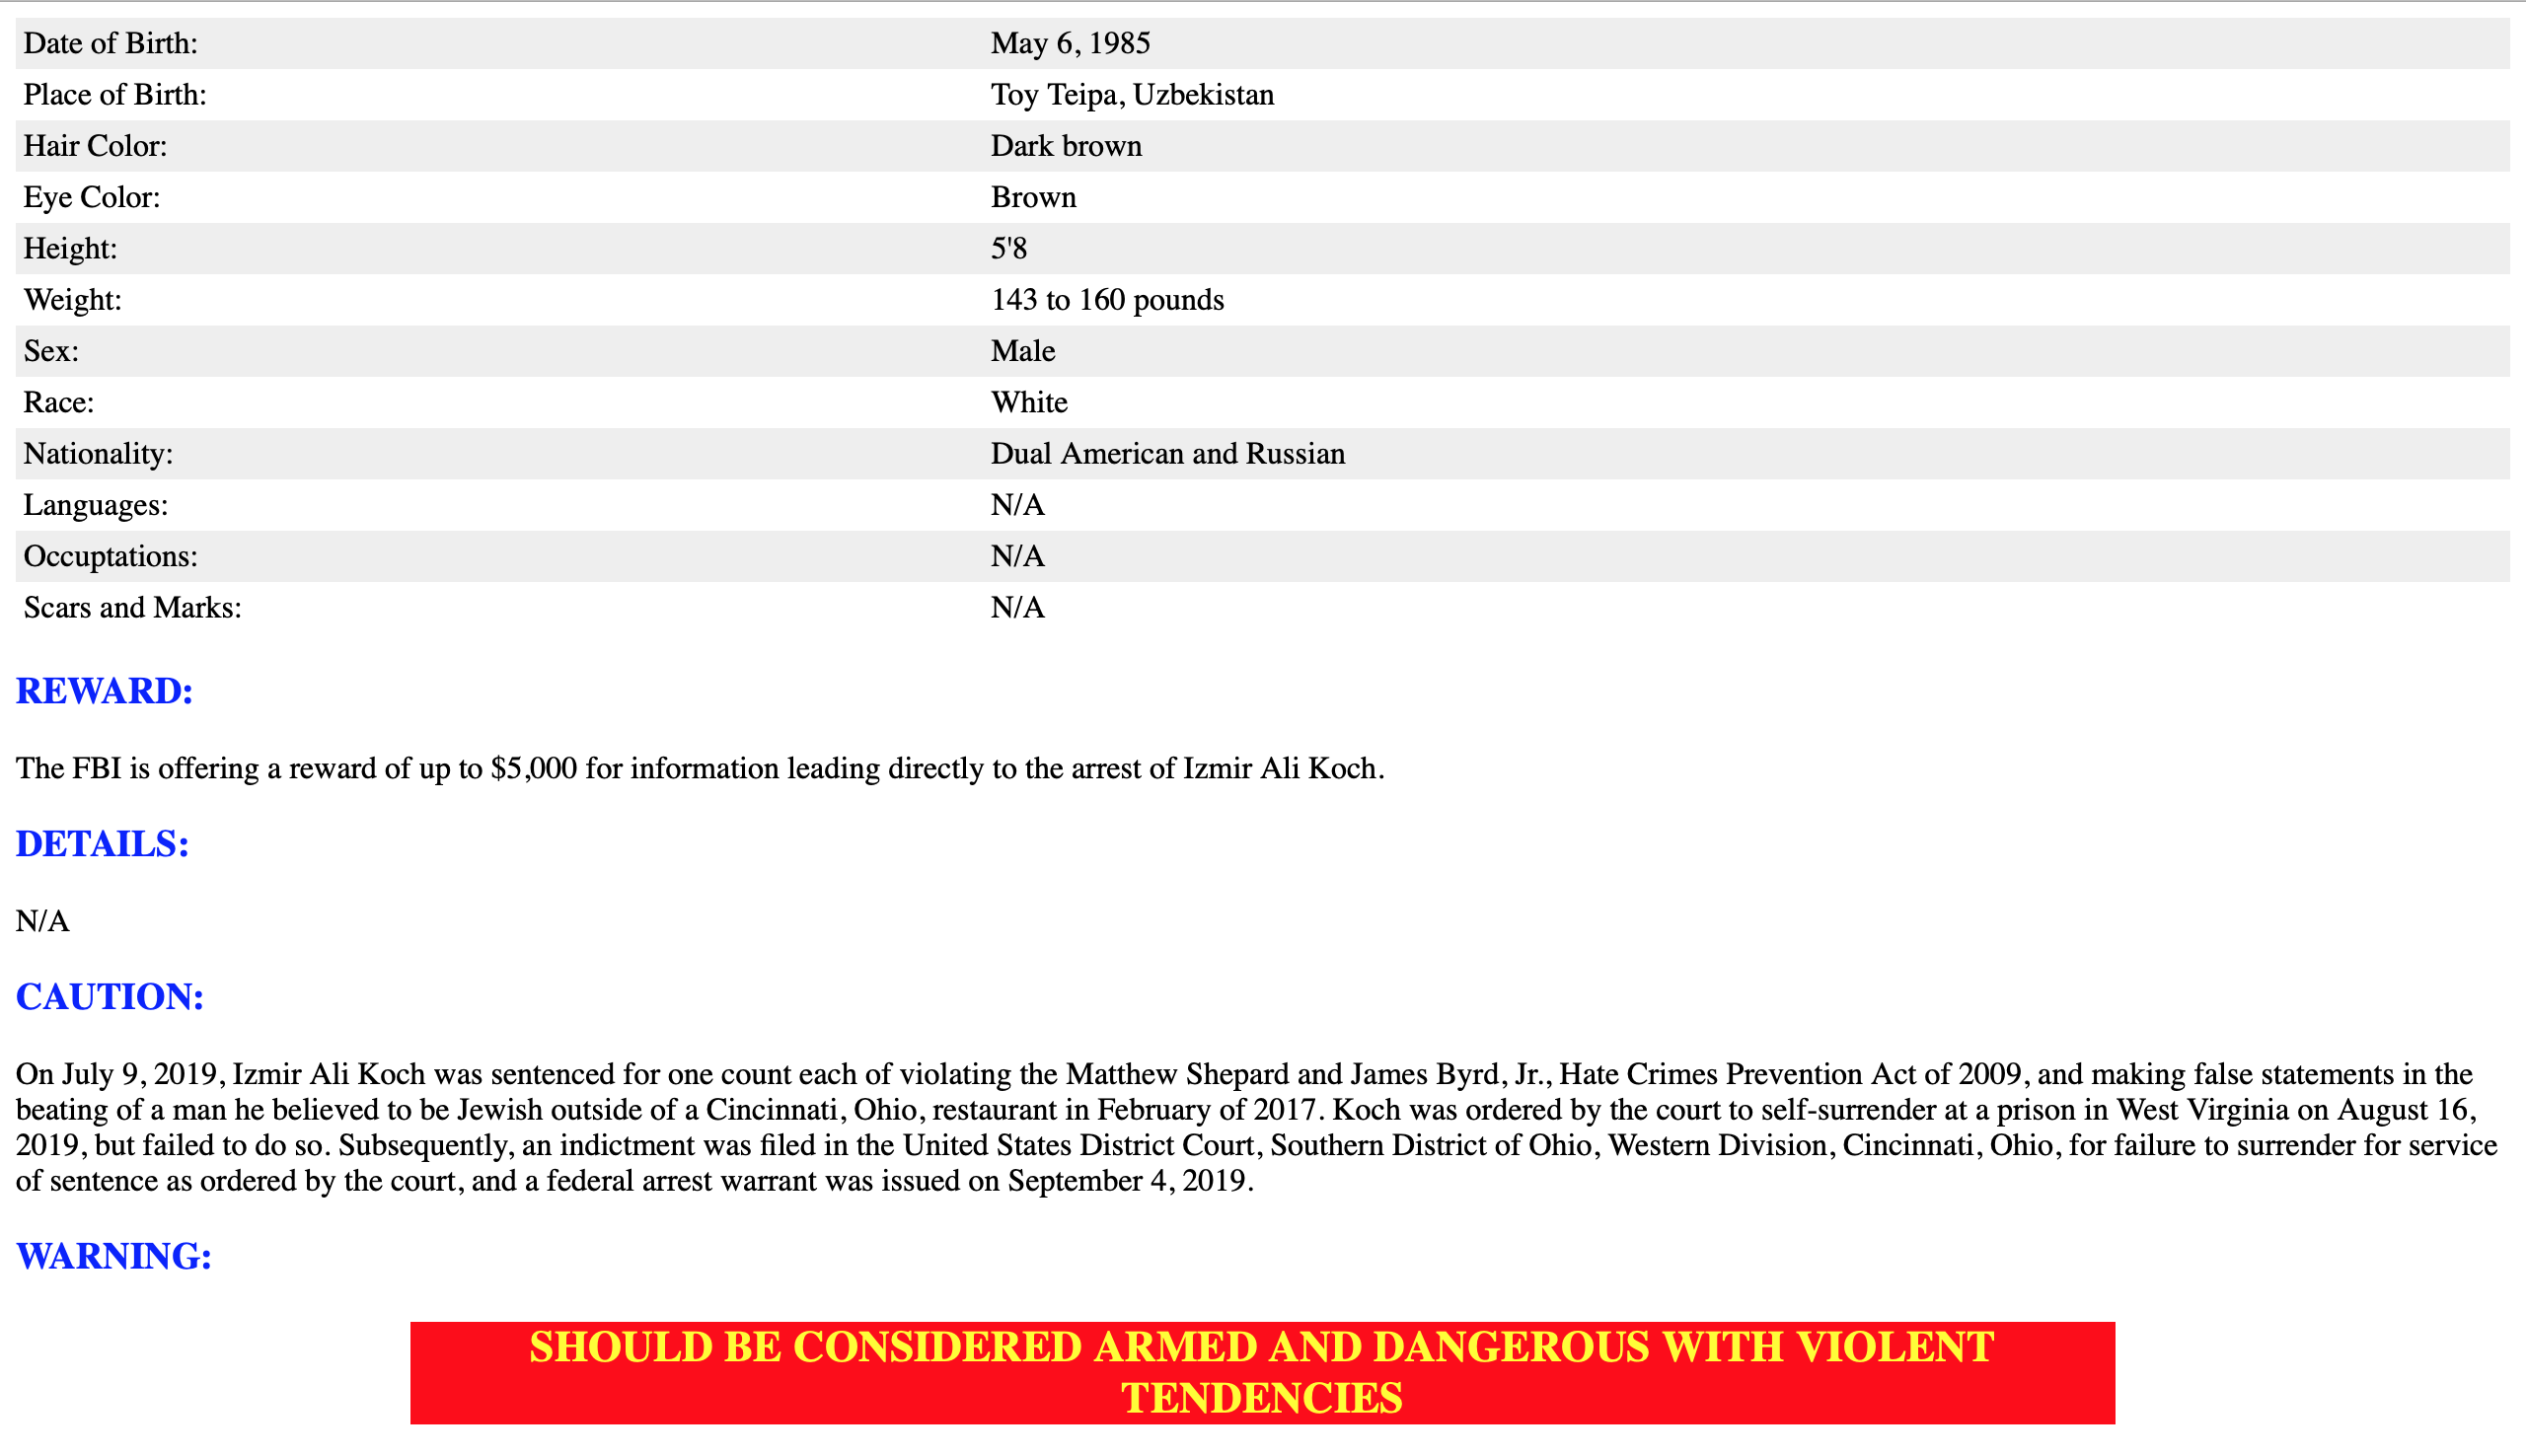 Date of Birth: May 6, 1985
Place of Birth: Toy Teipa, Uzbekistan
Hair Color: Dark brown
Eye Color: Brown
Height: 5'8
Weight: 143 to 160 pounds
Sex: Male
Race: White
Nationality: Dual American and Russian
Languages: N/A
Occuptations: N/A
Scars and Marks: N/A
REWARD:
The FBI is offering a reward of up to $5,000 for information leading directly to the arrest of Izmir Ali Koch.
DETAILS:
N/A
CAUTION:
On July 9, 2019, Izmir Ali Koch was sentenced for one count each of violating the Matthew Shepard and James Byrd, Jr., Hate Crimes Prevention Act of 2009, and making false statements in the
beating of a man he believed to be Jewish outside of a Cincinnati, Ohio, restaurant in February of 2017. Koch was ordered by the court to self-surrender at a prison in West Virginia on August 16,
2019, but failed to do so. Subsequently, an indictment was filed in the United States District Court, Southern District of Ohio, Western Division, Cincinnati, Ohio, for failure to surrender for service
of sentence as ordered by the court, and a federal arrest warrant was issued on September 4, 2019.
WARNING:
SHOULD BE CONSIDERED ARMED AND DANGEROUS WITH VIOLENT
TENDENCIES